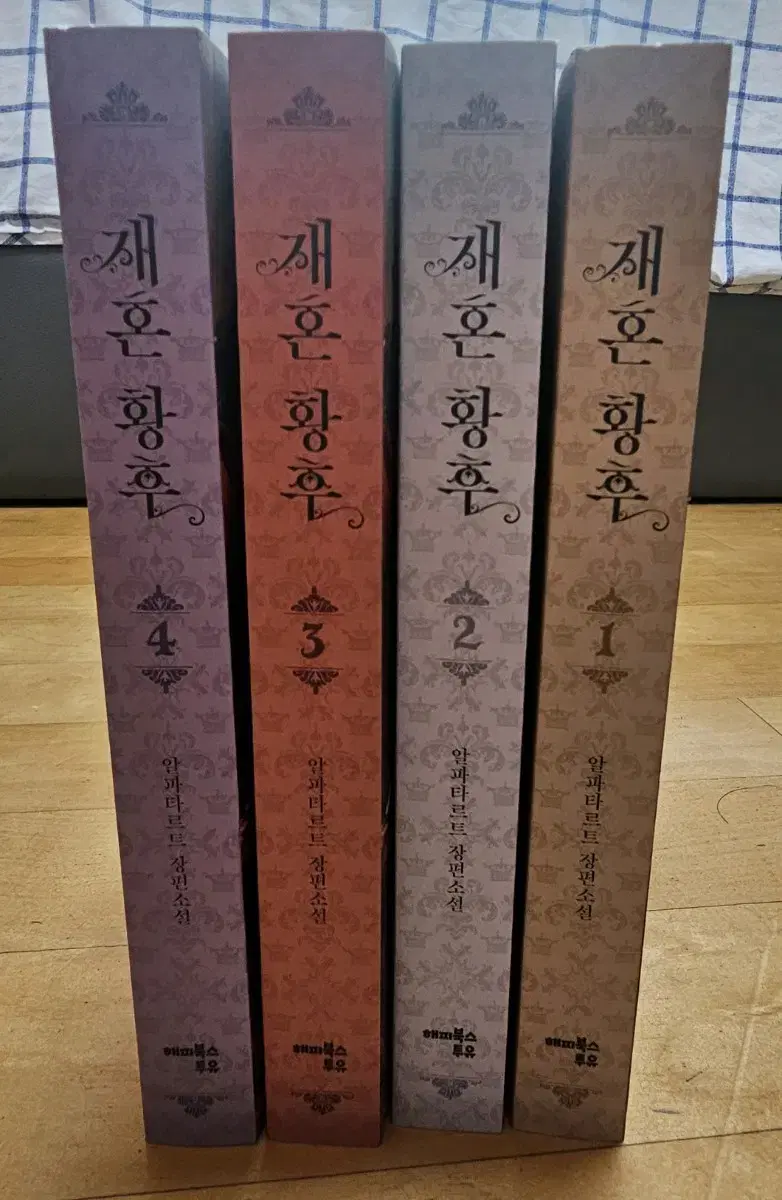 재혼 황후
4
알파타르트 장편소설
해피북스
투유
재혼 황후
3
알파타르트 장편소설
해피북스
투유
재혼 황후
2
알파타르트 장편소설
해피북스
투유
재혼 황후
1
알파타르트 장편소설
해피북스
투유